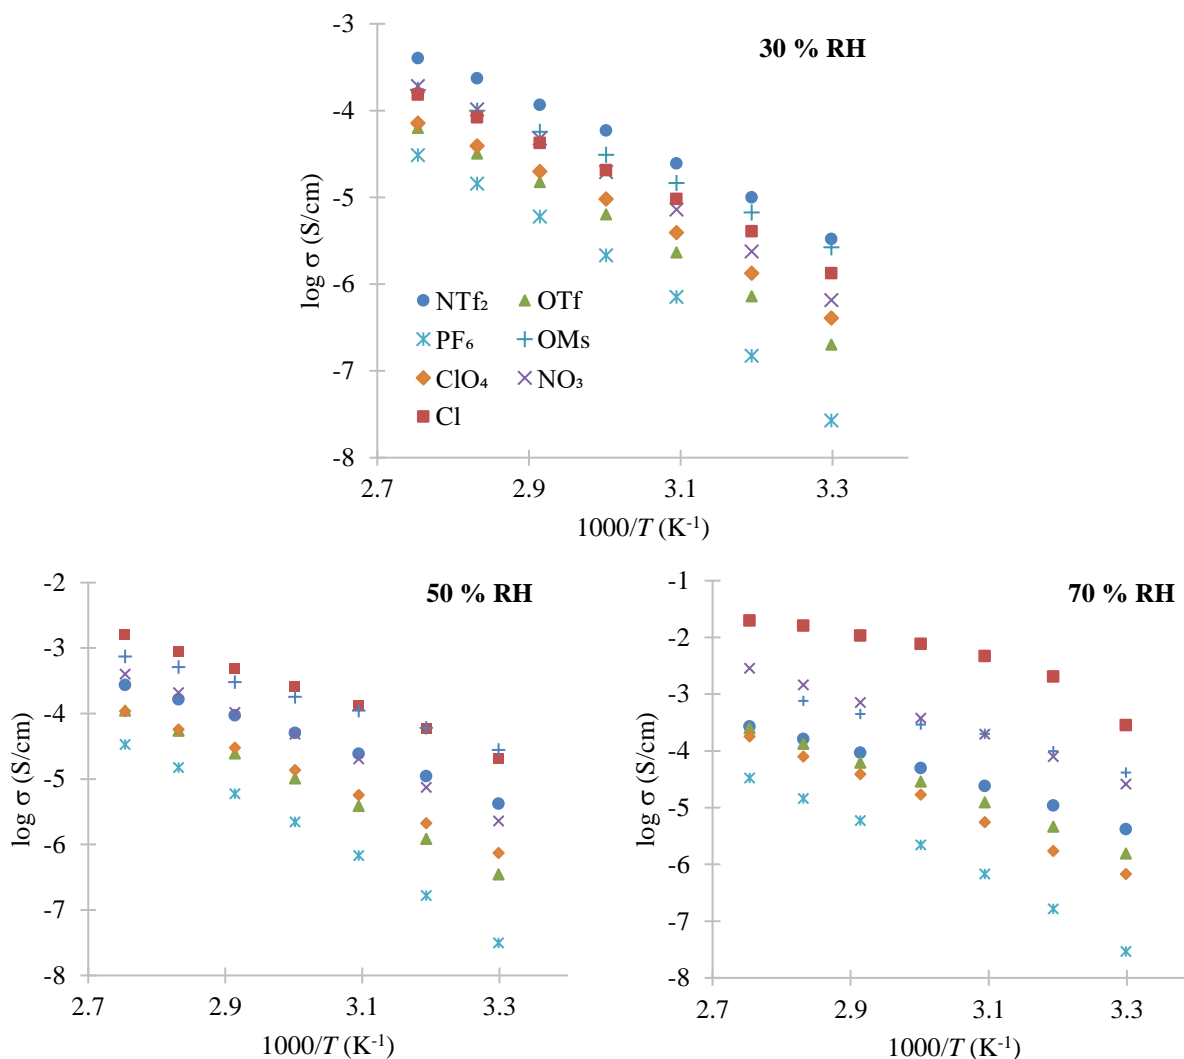 30 % RH
-3
-4
-5
-6
-7
-8
log σ (S/cm)
NTf₂ OTf
PF₆ OMs
ClO₄ NO₃
Cl
2.7 2.9 3.1 3.3
1000/T (K⁻¹)
50 % RH
-2
-3
-4
-5
-6
-7
-8
log σ (S/cm)
2.7 2.9 3.1 3.3
1000/T (K⁻¹)
70 % RH
-1
-2
-3
-4
-5
-6
-7
-8
log σ (S/cm)
2.7 2.9 3.1 3.3
1000/T (K⁻¹)